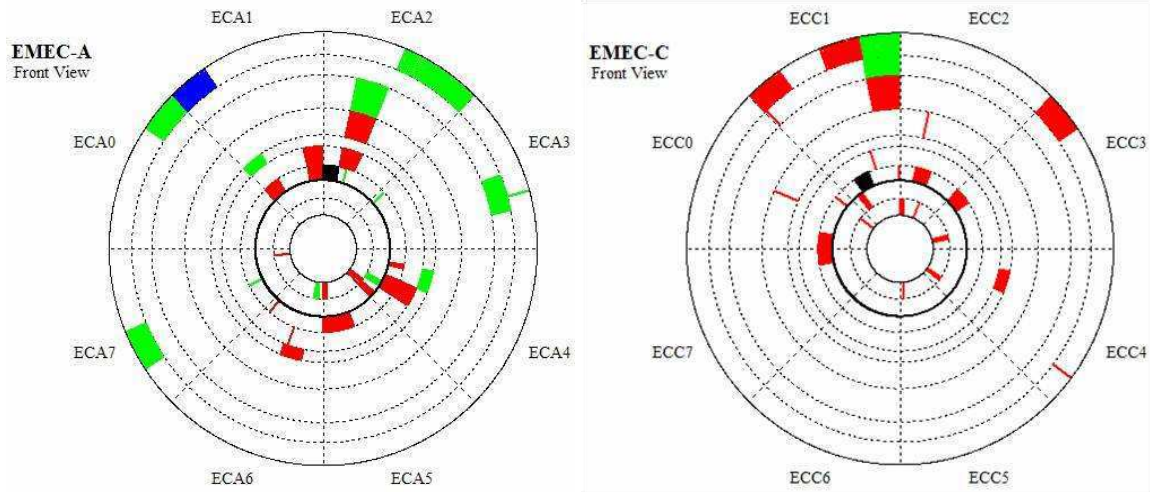 ECA1
ECA2
EMEC-A
Front View
ECA0
ECA3
ECA7
ECA4
ECA6
ECA5
ECC1
ECC2
EMEC-C
Front View
ECC0
ECC3
ECC7
ECC4
ECC6
ECC5